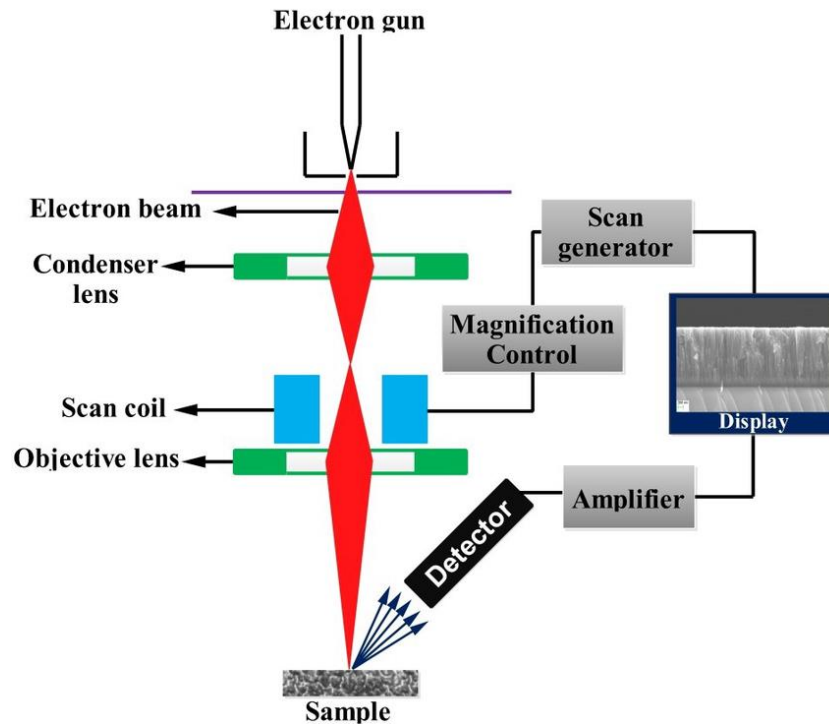 Electron gun
Electron beam
Condenser
lens
Scan coil
Objective lens
Scan
generator
Magnification
Control
Display
Amplifier
Detector
Sample